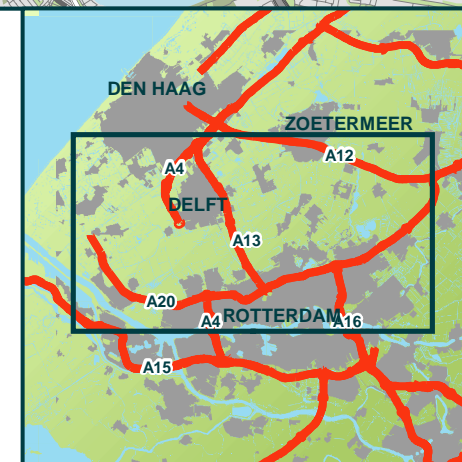 DEN HAAG
ZOETERMEER
A12
A4
DELFT
A13
A20
A4
ROTTERDAM
A16
A15